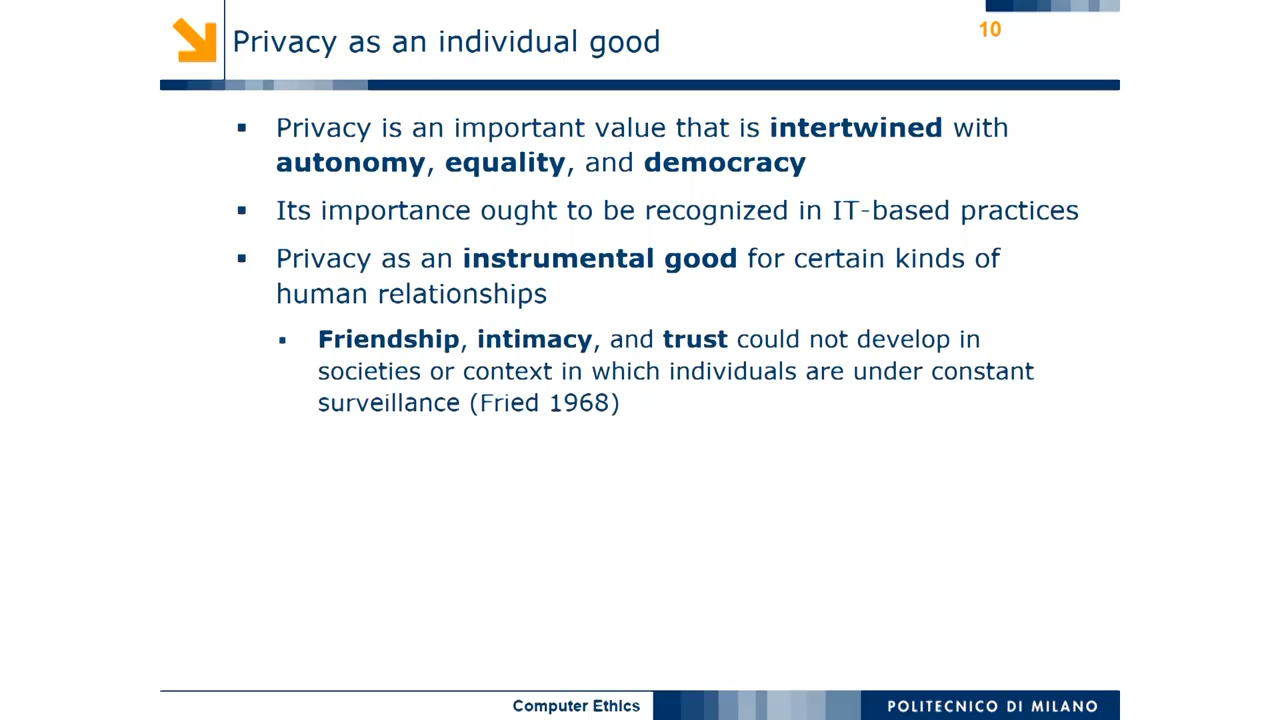 Privacy as an individual good
10
▪ Privacy is an important value that is intertwined with
autonomy, equality, and democracy
▪ Its importance ought to be recognized in IT-based practices
▪ Privacy as an instrumental good for certain kinds of
human relationships
▪ Friendship, intimacy, and trust could not develop in
societies or context in which individuals are under constant
surveillance (Fried 1968)
Computer Ethics
POLITECNICO DI MILANO